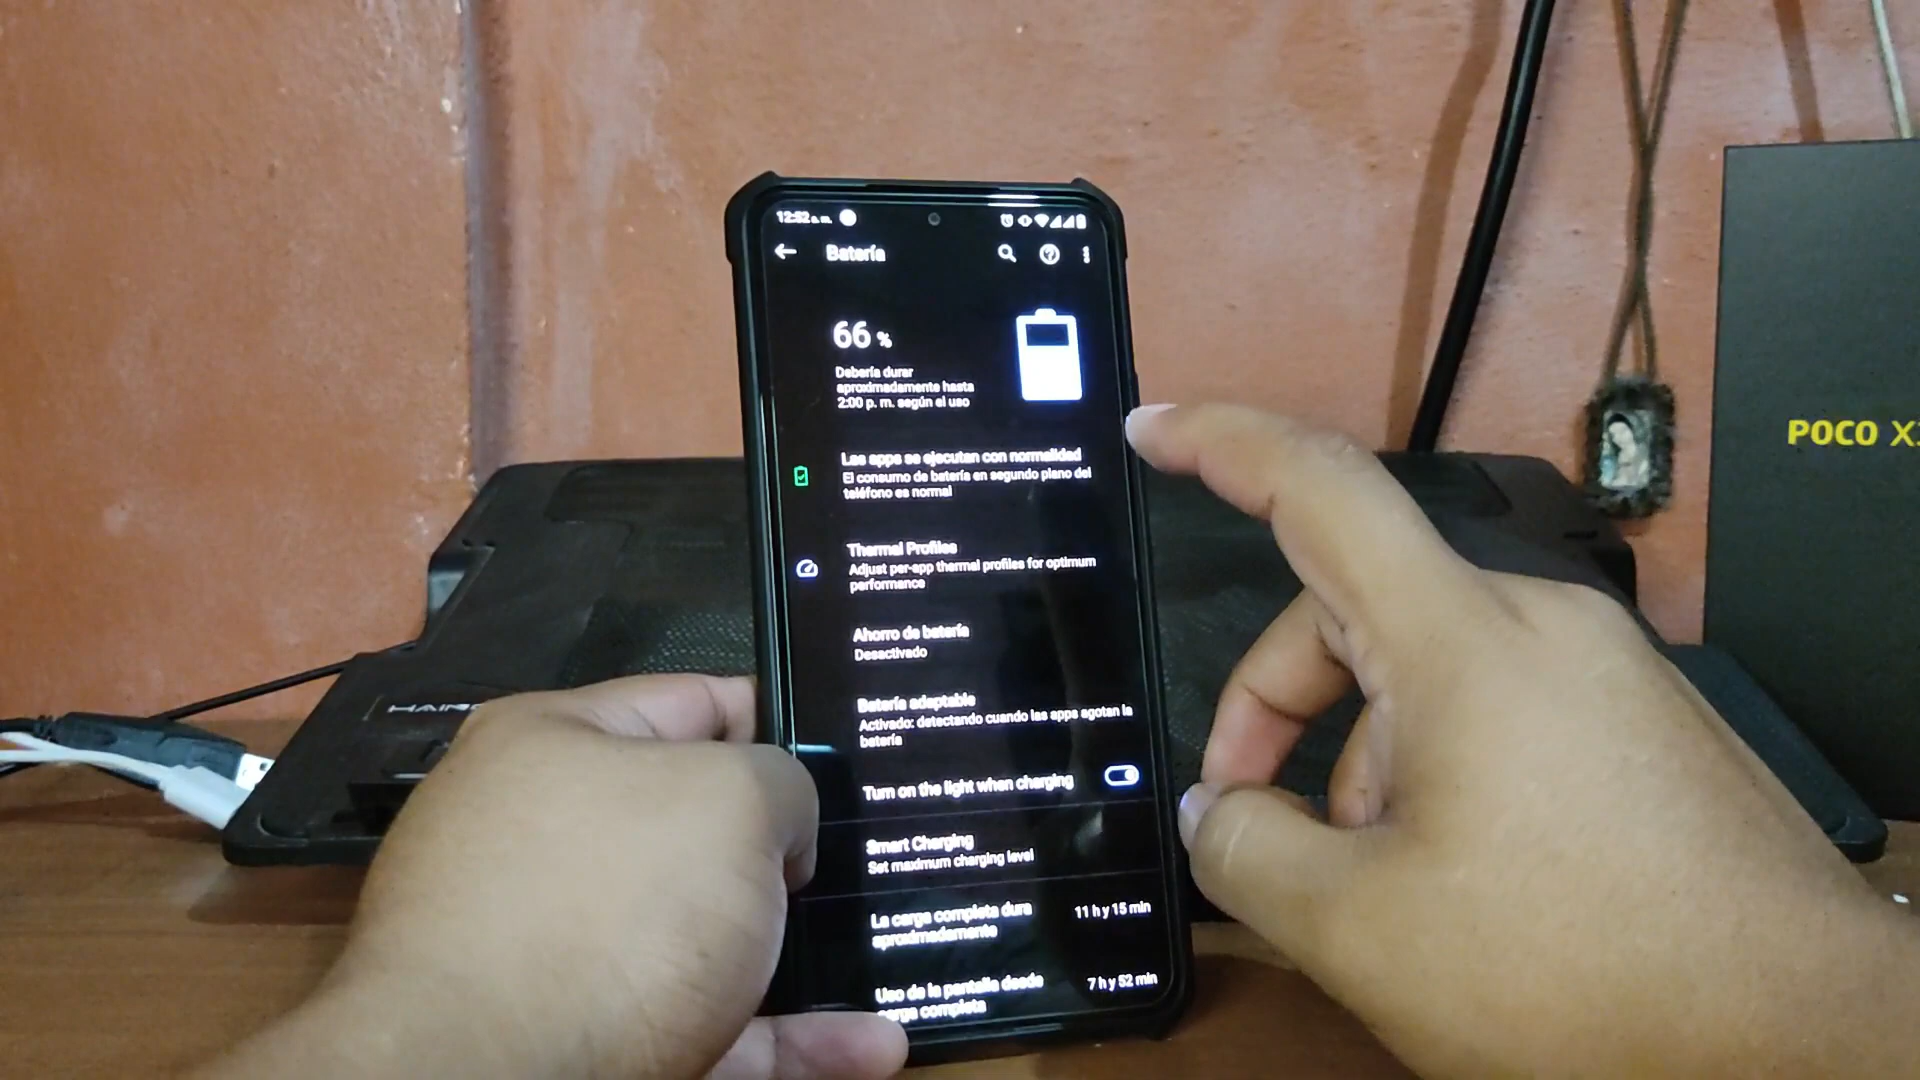 12:52 a. m.
Batería
66 %
Debería durar
aproximadamente hasta
2:00 p. m. según el uso
Las apps se ejecutan con normalidad
El consumo de batería en segundo plano del
teléfono es normal
Thermal Profiles
Adjust per-app thermal profiles for optimum
performance
Ahorro de batería
Desactivado
Batería adaptable
Activado: detectando cuando las apps agotan la
batería
Turn on the light when charging
Smart Charging
Set maximum charging level
La carga completa dura
aproximadamente
11 h y 15 min
Uso de la pantalla desde
carga completa
7 h y 52 min
POCO